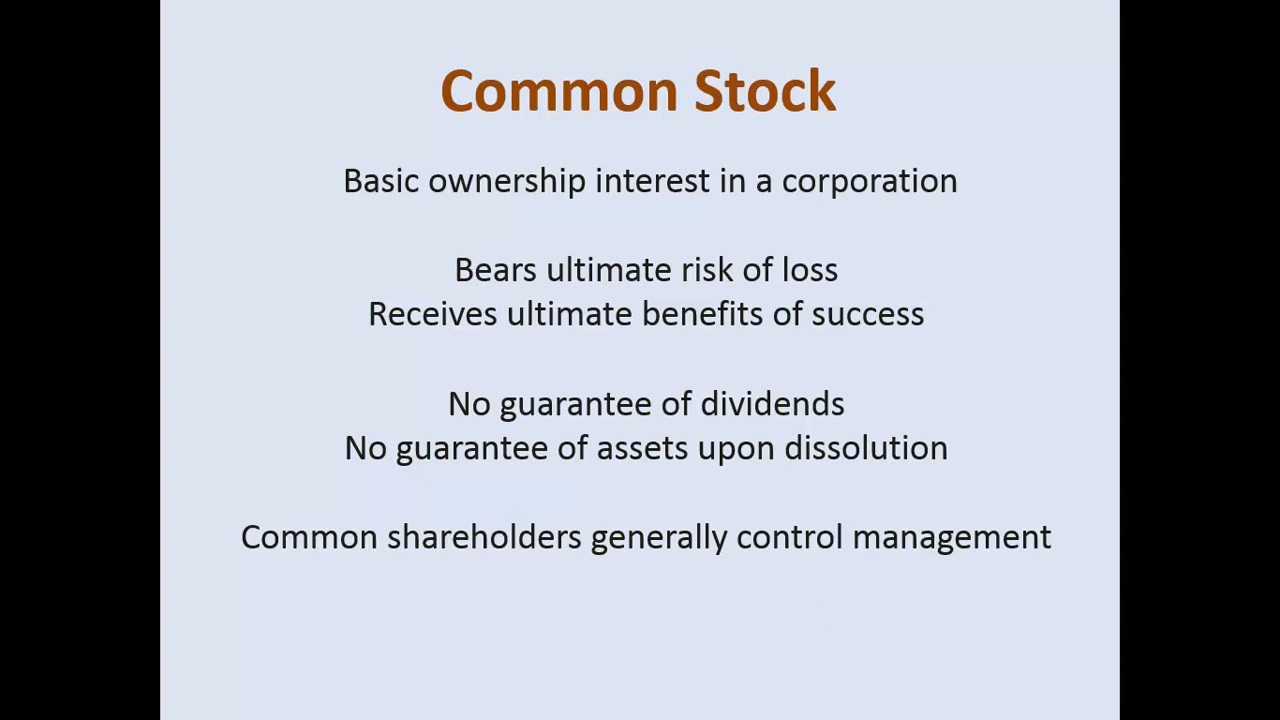 Common Stock
Basic ownership interest in a corporation
Bears ultimate risk of loss
Receives ultimate benefits of success
No guarantee of dividends
No guarantee of assets upon dissolution
Common shareholders generally control management